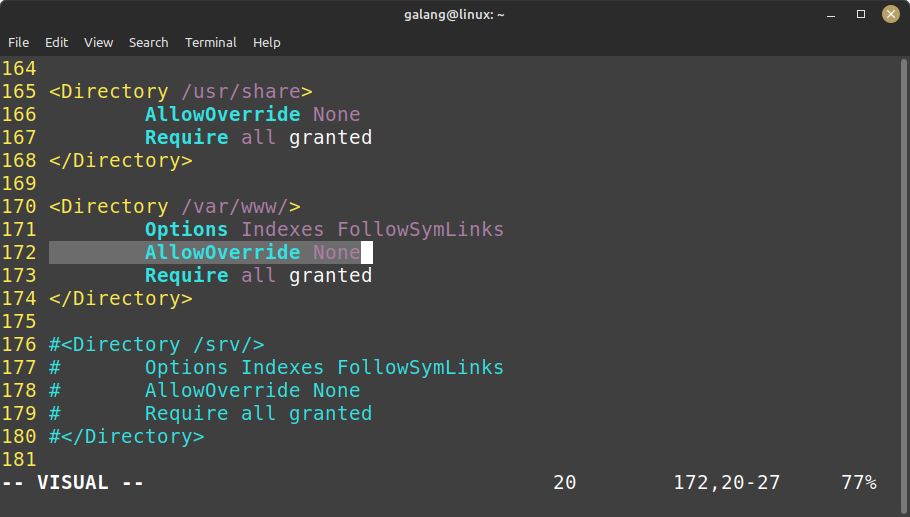 galang@linux: ~
File Edit View Search Terminal Help
164
165 <Directory /usr/share>
166         AllowOverride None
167         Require all granted
168 </Directory>
169
170 <Directory /var/www/>
171         Options Indexes FollowSymLinks
172         AllowOverride None
173         Require all granted
174 </Directory>
175
176 #<Directory /srv/>
177 #       Options Indexes FollowSymLinks
178 #       AllowOverride None
179 #       Require all granted
180 #</Directory>
181
-- VISUAL -- 20 172,20-27 77%